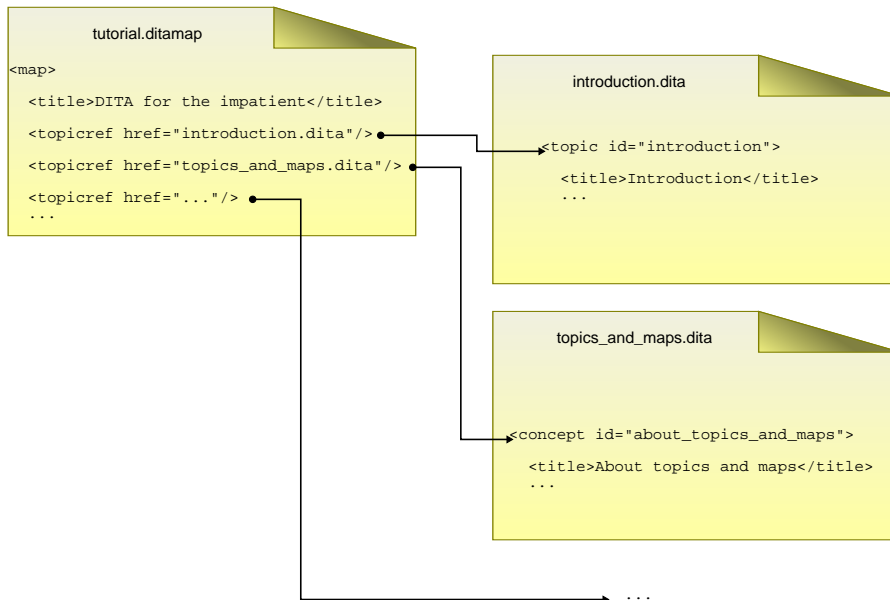 tutorial.ditamap
<map>
<title>DITA for the impatient</title>
<topicref href="introduction.dita"/>
<topicref href="topics_and_maps.dita"/>
<topicref href="..."/>
...
introduction.dita
<topic id="introduction">
<title>Introduction</title>
...
topics_and_maps.dita
<concept id="about_topics_and_maps">
<title>About topics and maps</title>
...
...